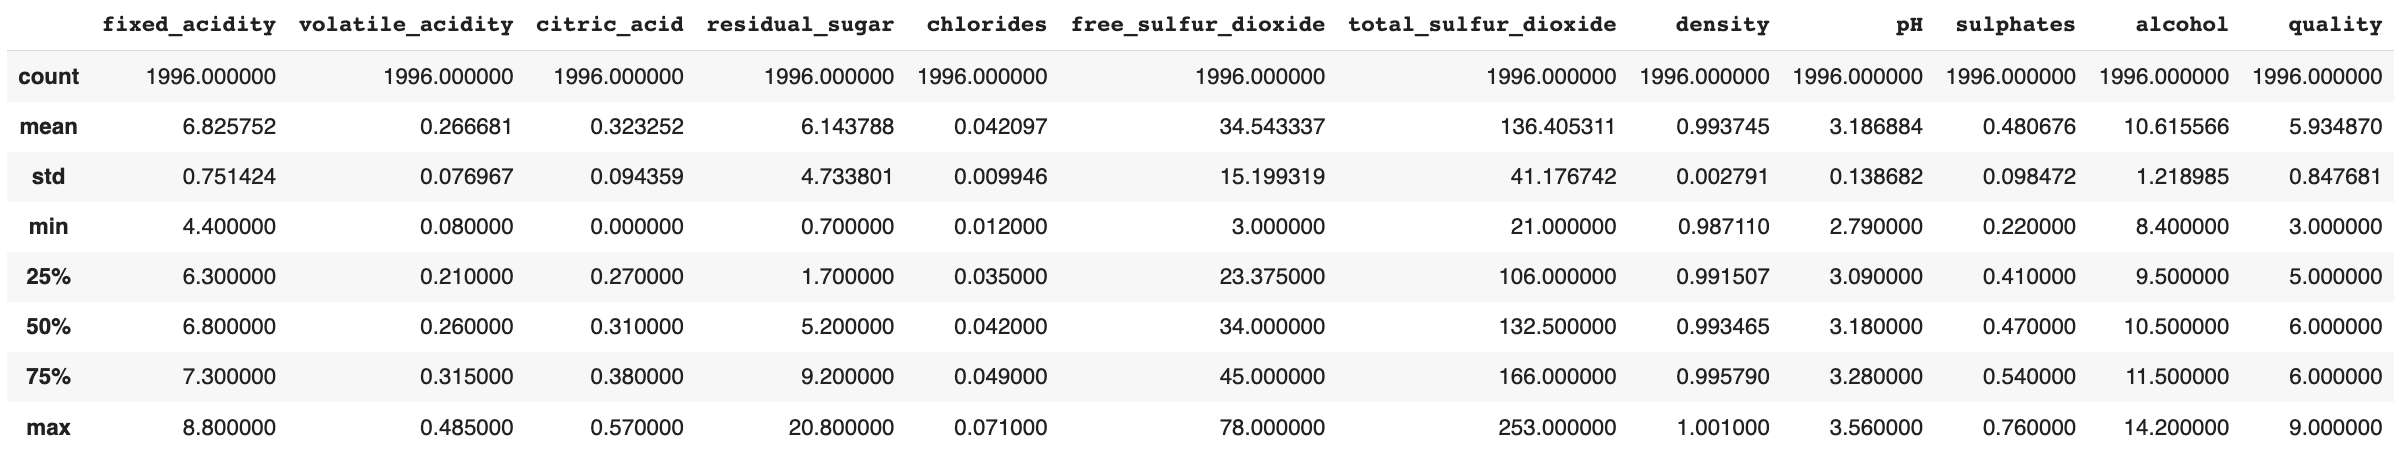 fixed_acidity volatile_acidity citric_acid residual_sugar chlorides free_sulfur_dioxide total_sulfur_dioxide density pH sulphates alcohol quality
count 1996.000000 1996.000000 1996.000000 1996.000000 1996.000000 1996.000000 1996.000000 1996.000000 1996.000000 1996.000000 1996.000000 1996.000000
mean 6.825752 0.266681 0.323252 6.143788 0.042097 34.543337 136.405311 0.993745 3.186884 0.480676 10.615566 5.934870
std 0.751424 0.076967 0.094359 4.733801 0.009946 15.199319 41.176742 0.002791 0.138682 0.098472 1.218985 0.847681
min 4.400000 0.080000 0.000000 0.700000 0.012000 3.000000 21.000000 0.987110 2.790000 0.220000 8.400000 3.000000
25% 6.300000 0.210000 0.270000 1.700000 0.035000 23.375000 106.000000 0.991507 3.090000 0.410000 9.500000 5.000000
50% 6.800000 0.260000 0.310000 5.200000 0.042000 34.000000 132.500000 0.993465 3.180000 0.470000 10.500000 6.000000
75% 7.300000 0.315000 0.380000 9.200000 0.049000 45.000000 166.000000 0.995790 3.280000 0.540000 11.500000 6.000000
max 8.800000 0.485000 0.570000 20.800000 0.071000 78.000000 253.000000 1.001000 3.560000 0.760000 14.200000 9.000000